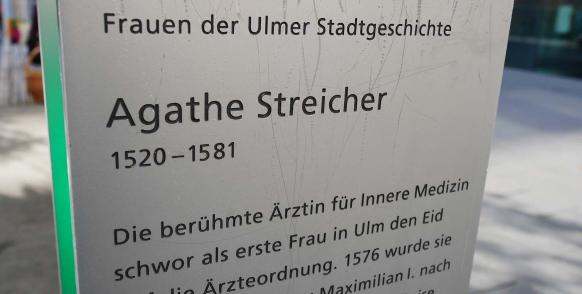 Frauen der Ulmer Stadtgeschichte
Agathe Streicher
1520 – 1581
Die berühmte Ärztin für Innere Medizin
schwor als erste Frau in Ulm den Eid
die Ärzteordnung. 1576 wurde sie
Maximilian I. nach